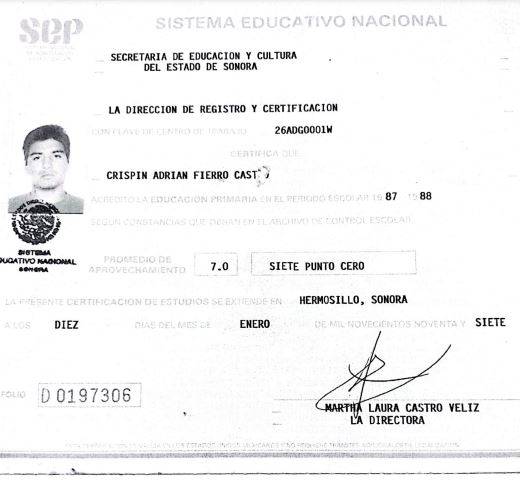 SEP
SISTEMA EDUCATIVO NACIONAL
SECRETARIA DE EDUCACION Y CULTURA
DEL ESTADO DE SONORA
LA DIRECCION DE REGISTRO Y CERTIFICACION
CON CLAVE DE CENTRO DE TRABAJO 26ADG0001W
CERTIFICA QUE
CRISPIN ADRIAN FIERRO
ACREDITO LA EDUCACION PRIMARIA EN EL PERIODO ESCOLAR 19 87 19 88
SEGUN CONSTANCIAS QUE OBRAN EN EL ARCHIVO DE CONTROL ESCOLAR.
SISTEMA
EDUCATIVO NACIONAL
SONORA
PROMEDIO DE
APROVECHAMIENTO 7.0 SIETE PUNTO CERO
LA PRESENTE CERTIFICACION DE ESTUDIOS SE EXTIENDE EN HERMOSILLO, SONORA
A LOS DIEZ DIAS DEL MES DE ENERO DE MIL NOVECIENTOS NOVENTA Y SIETE
FOLIO D 0197306
MARTHA LAURA CASTRO VELIZ
LA DIRECTORA